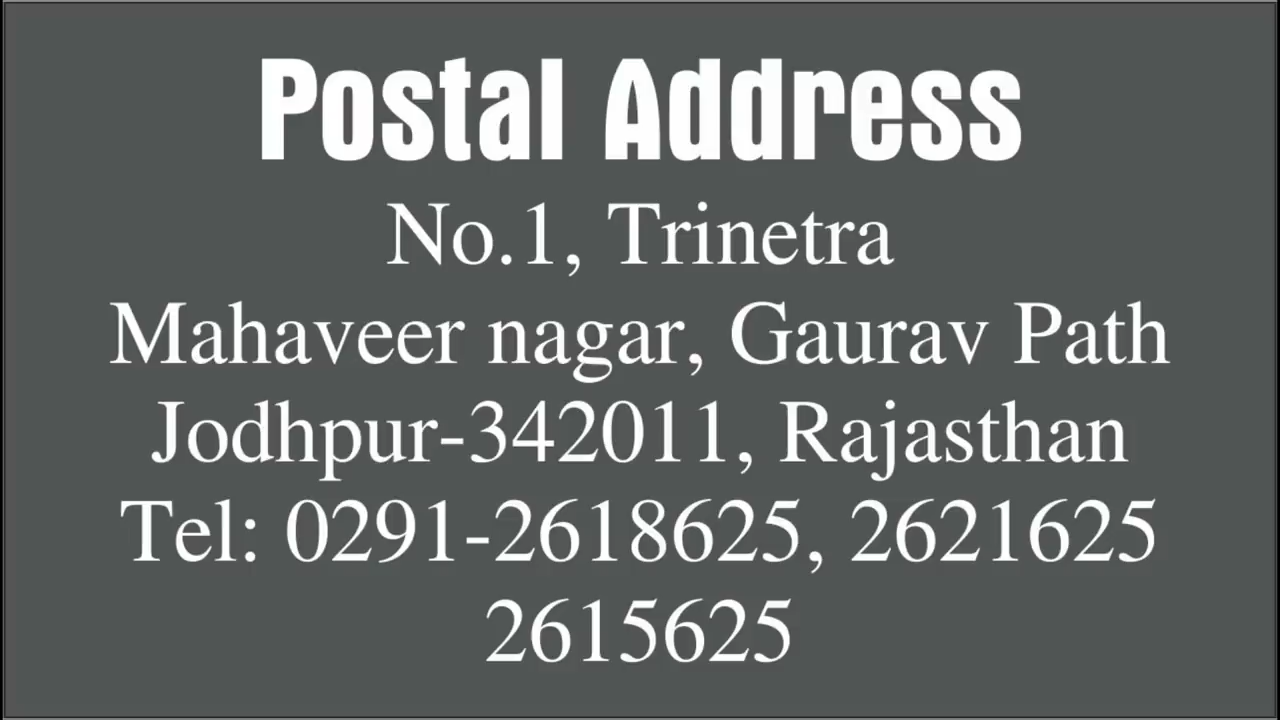 Postal Address
No.1, Trinetra
Mahaveer nagar, Gaurav Path
Jodhpur-342011, Rajasthan
Tel: 0291-2618625, 2621625
2615625